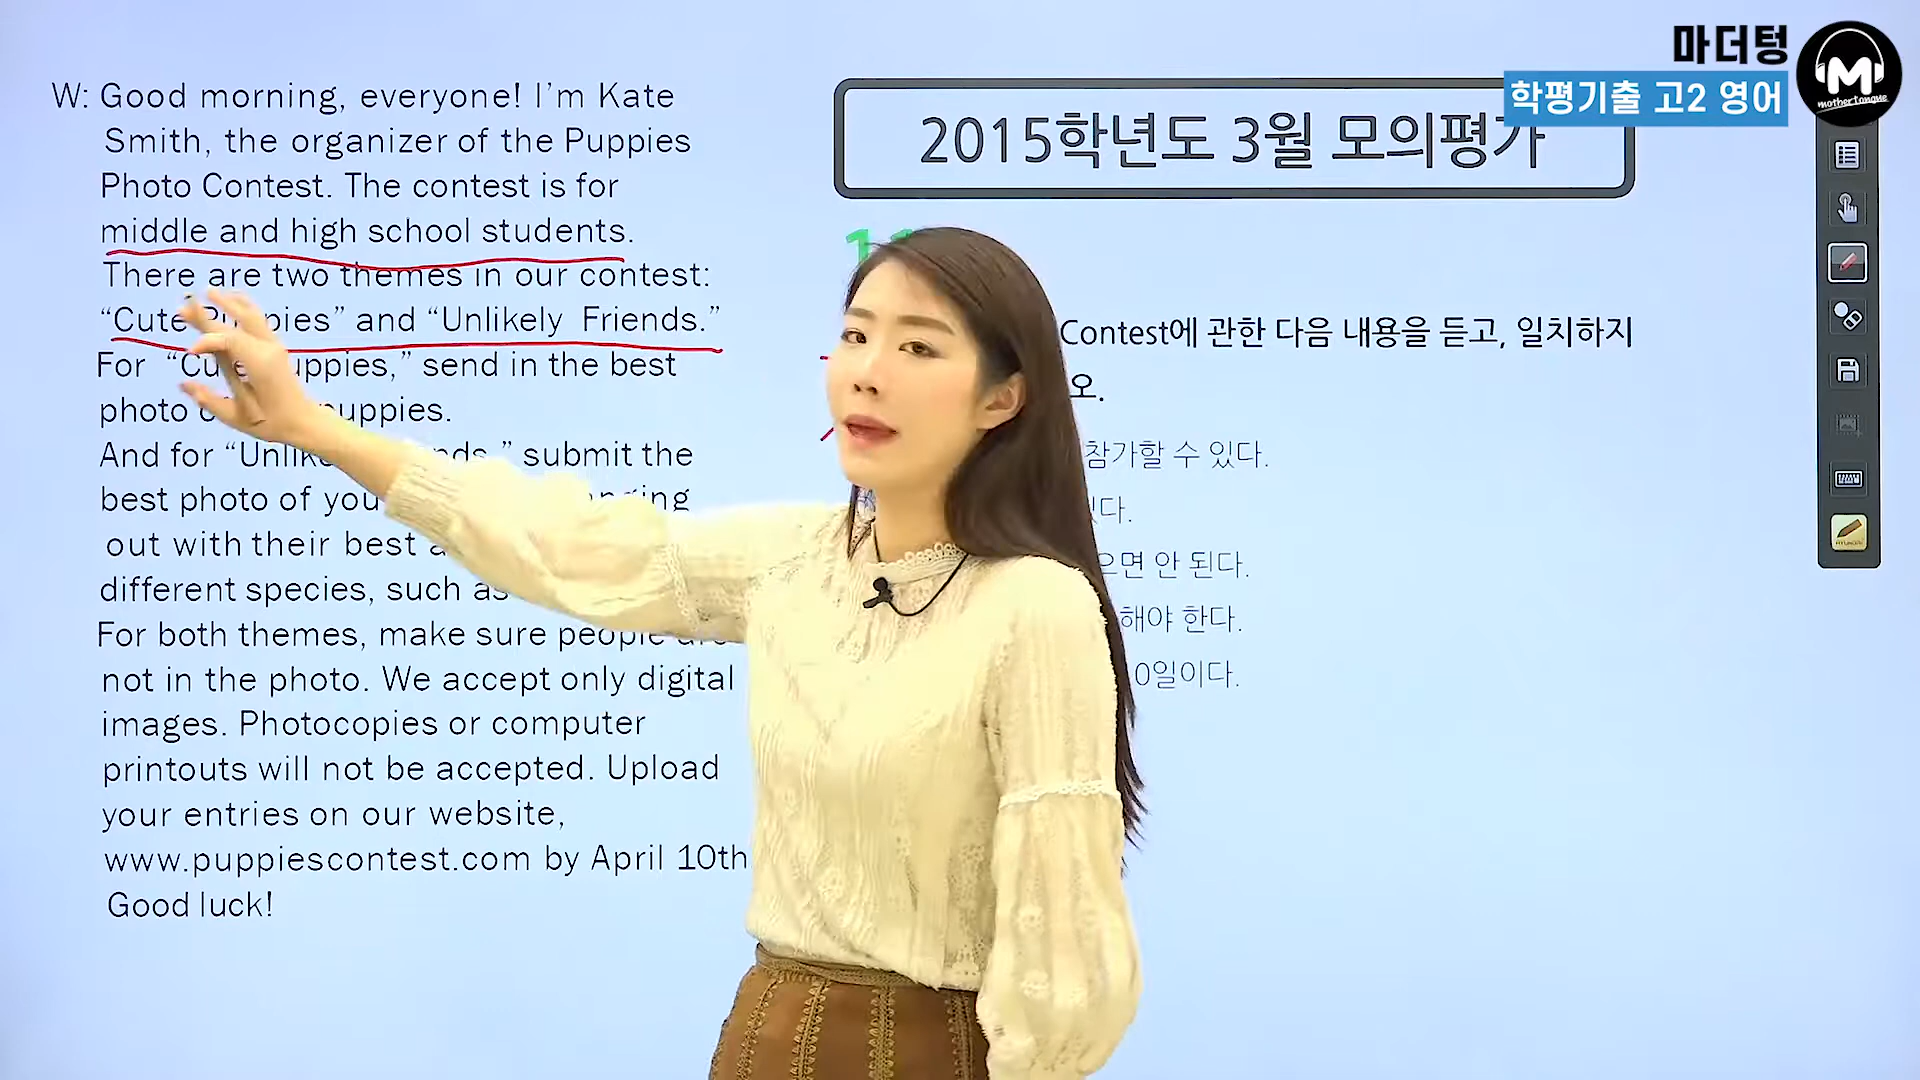 마더텅
학평기출 고2 영어
mothertongue
2015학년도 3월 모의평가
W: Good morning, everyone! I'm Kate
Smith, the organizer of the Puppies
Photo Contest. The contest is for
middle and high school students.
There are two themes in our contest:
“Cute Puppies” and “Unlikely Friends.”
For “Cute Puppies,” send in the best
photo puppies.
And for submit the
best photo of
out with their best
different species, such as
For both themes, make sure people are
not in the photo. We accept only digital
images. Photocopies or computer
printouts will not be accepted. Upload
your entries on our website,
www.puppiescontest.com by April 10th
Good luck!
Contest에 관한 다음 내용을 듣고, 일치하지
오.
참가할 수 있다.
있다.
으면 안 된다.
해야 한다.
0일이다.